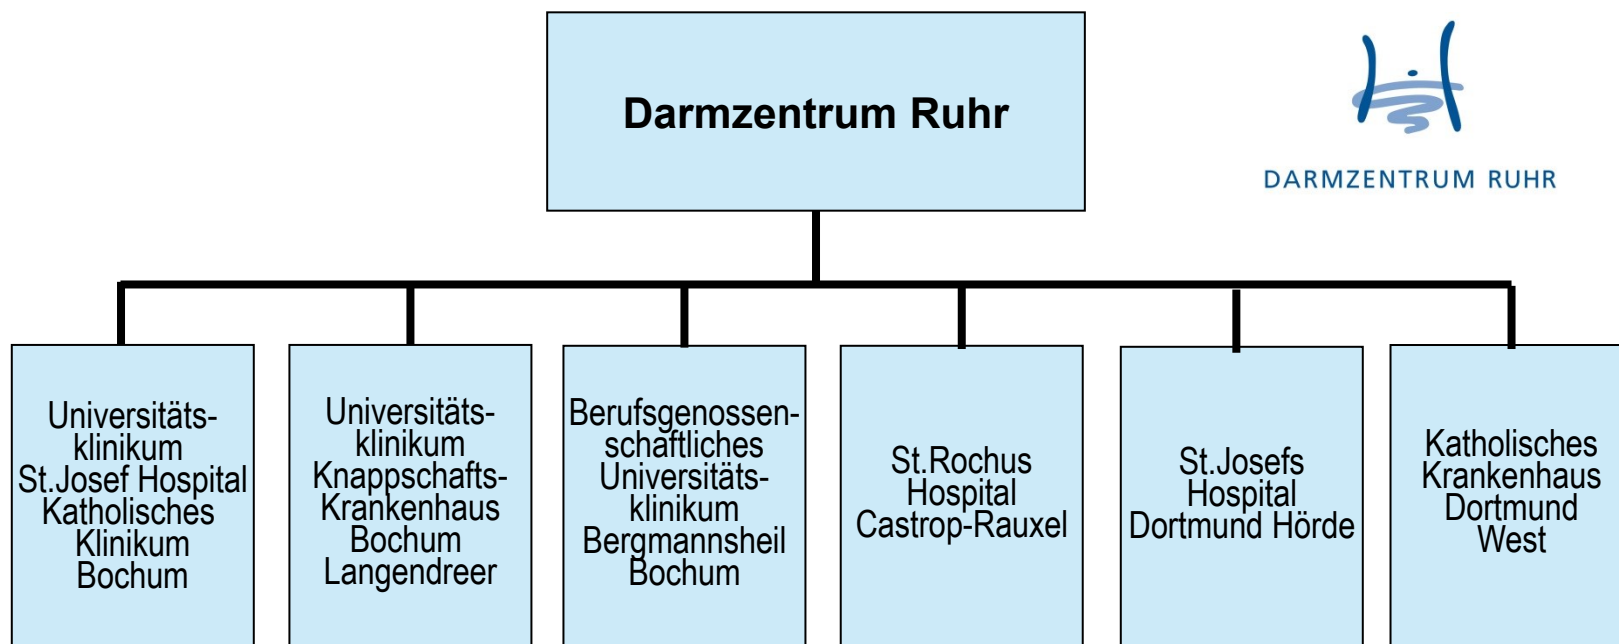 Darmzentrum Ruhr
DARMZENTRUM RUHR
Universitäts-
klinikum
St.Josef Hospital
Katholisches
Klinikum
Bochum
Universitäts-
klinikum
Knappschafts-
Krankenhaus
Bochum
Langendreer
Berufsgenossen-
schaftliches
Universitäts-
klinikum
Bergmannsheil
Bochum
St.Rochus
Hospital
Castrop-Rauxel
St.Josefs
Hospital
Dortmund Hörde
Katholisches
Krankenhaus
Dortmund
West